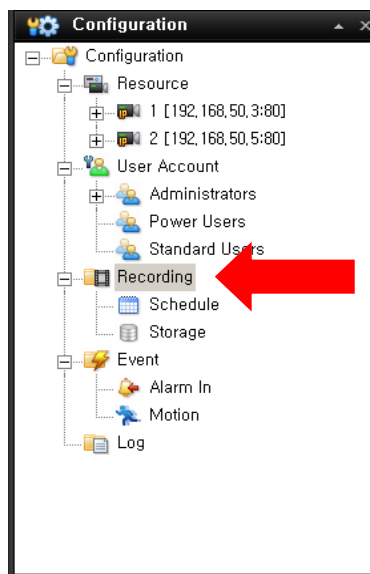 Configuration
Configuration
Resource
1 [192,168,50,3:80]
2 [192,168,50,5:80]
User Account
Administrators
Power Users
Standard Users
Recording
Schedule
Storage
Event
Alarm In
Motion
Log